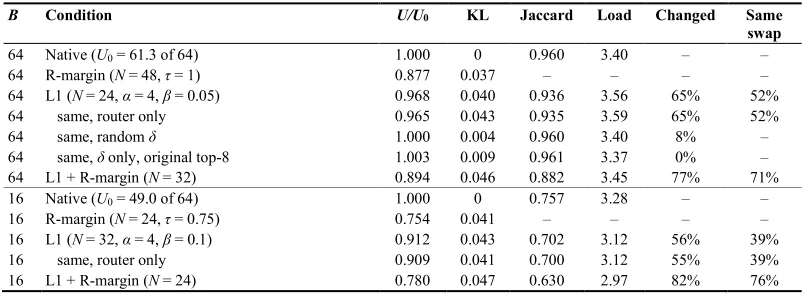 B Condition U/U₀ KL Jaccard Load Changed Same swap
64 Native (U₀ = 61.3 of 64) 1.000 0 0.960 3.40 – –
64 R-margin (N = 48, τ = 1) 0.877 0.037 – – – –
64 L1 (N = 24, α = 4, β = 0.05) 0.968 0.040 0.936 3.56 65% 52%
64 same, router only 0.965 0.043 0.935 3.59 65% 52%
64 same, random δ 1.000 0.004 0.960 3.40 8% –
64 same, δ only, original top-8 1.003 0.009 0.961 3.37 0% –
64 L1 + R-margin (N = 32) 0.894 0.046 0.882 3.45 77% 71%
16 Native (U₀ = 49.0 of 64) 1.000 0 0.757 3.28 – –
16 R-margin (N = 24, τ = 0.75) 0.754 0.041 – – – –
16 L1 (N = 32, α = 4, β = 0.1) 0.912 0.043 0.702 3.12 56% 39%
16 same, router only 0.909 0.041 0.700 3.12 55% 39%
16 L1 + R-margin (N = 24) 0.780 0.047 0.630 2.97 82% 76%